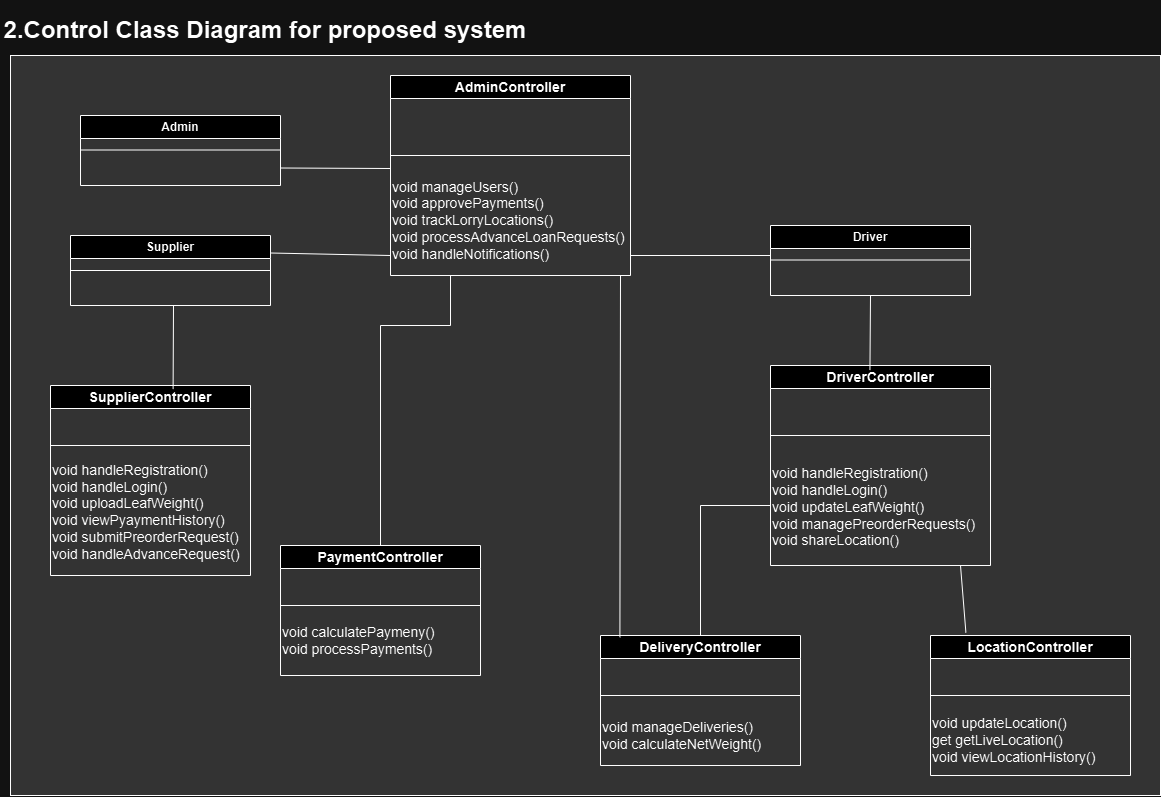 2.Control Class Diagram for proposed system
AdminController
void manageUsers()
void approvePayments()
void trackLorryLocations()
void processAdvanceLoanRequests()
void handleNotifications()
Admin
Supplier
Driver
SupplierController
void handleRegistration()
void handleLogin()
void uploadLeafWeight()
void viewPyaymentHistory()
void submitPreorderRequest()
void handleAdvanceRequest()
DriverController
void handleRegistration()
void handleLogin()
void updateLeafWeight()
void managePreorderRequests()
void shareLocation()
PaymentController
void calculatePaymeny()
void processPayments()
DeliveryController
void manageDeliveries()
void calculateNetWeight()
LocationController
void updateLocation()
get getLiveLocation()
void viewLocationHistory()